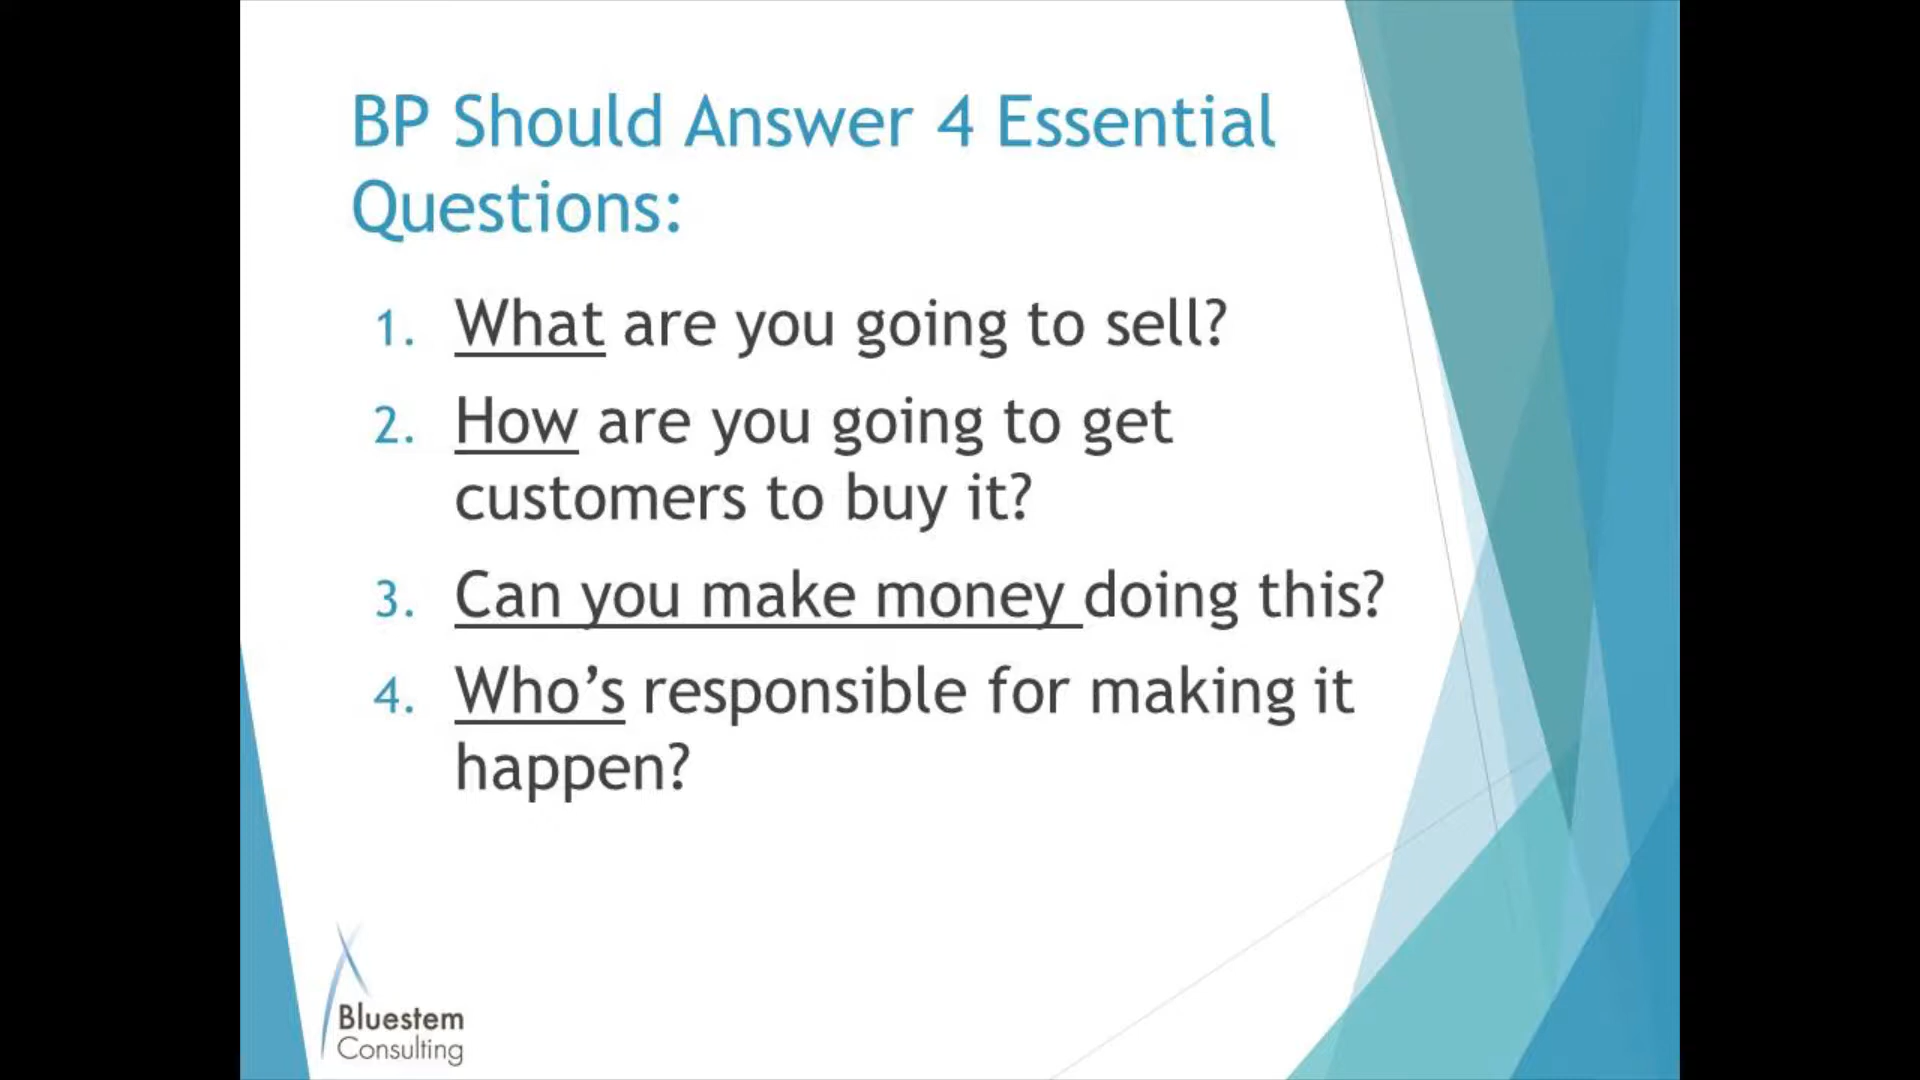 BP Should Answer 4 Essential
Questions:
1. What are you going to sell?
2. How are you going to get
customers to buy it?
3. Can you make money doing this?
4. Who’s responsible for making it
happen?
Bluestem
Consulting